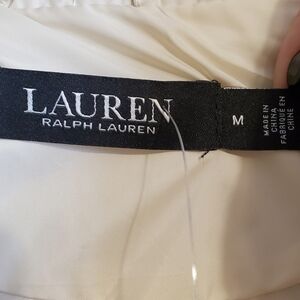 LAUREN
RALPH LAUREN
M
MADE IN
CHINA
FABRIQUÉ EN
CHINE